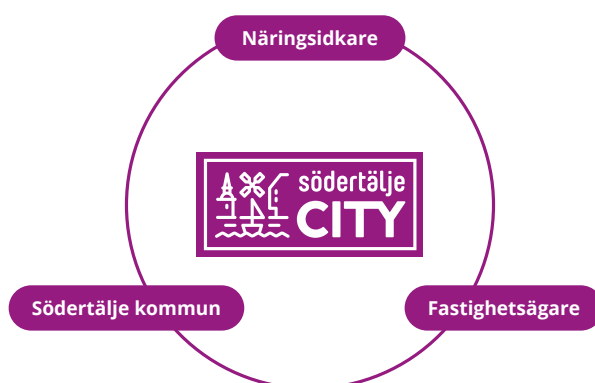 Näringsidkare
södertälje
CITY
Södertälje kommun
Fastighetsägare